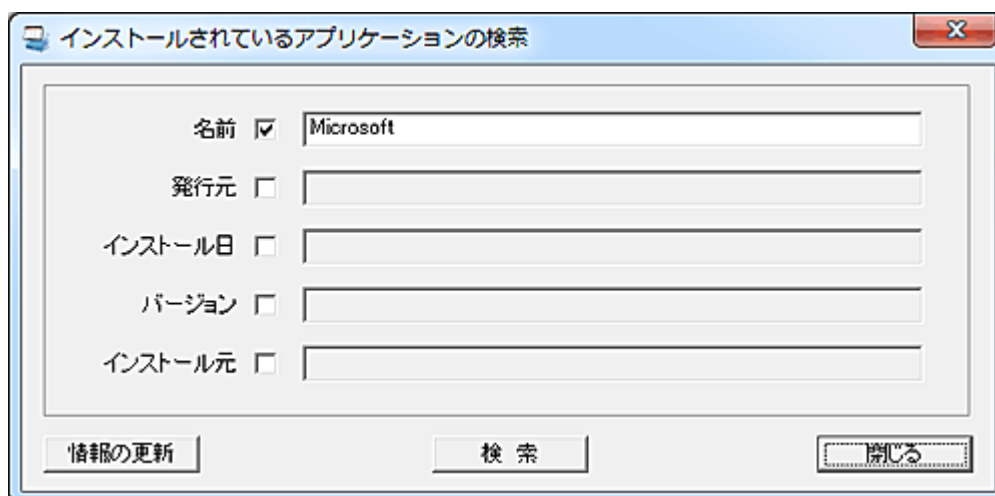 インストールされているアプリケーションの検索
名前 Microsoft
発行元
インストール日
バージョン
インストール元
情報の更新 検 索 閉じる